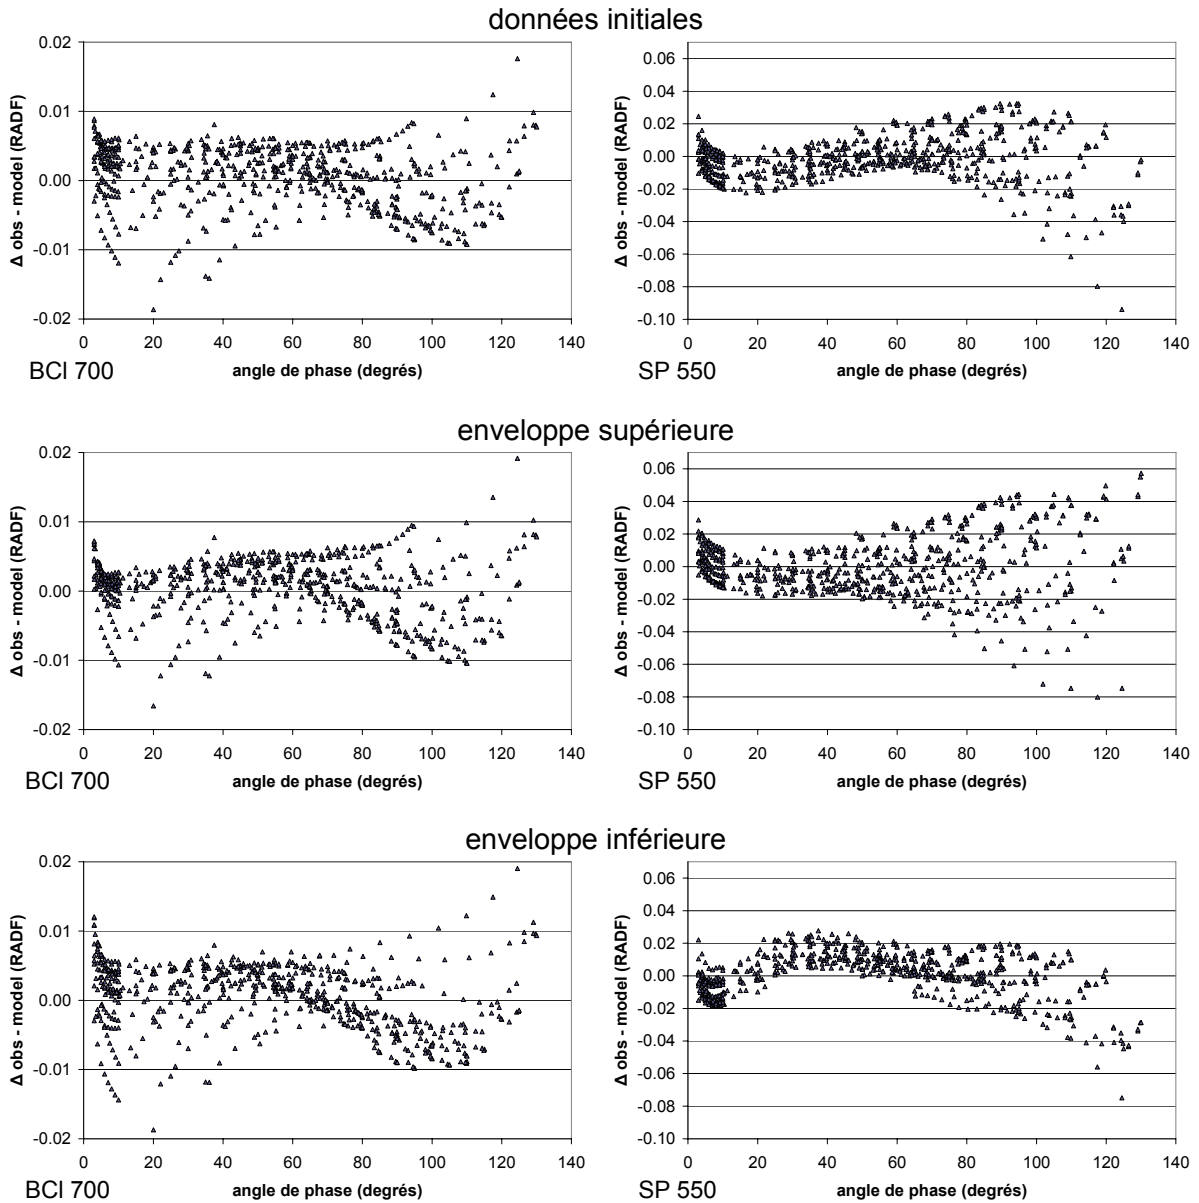 données initiales
0.02
0.01
0.00
-0.01
-0.02
Δ obs - model (RADF)
0 20 40 60 80 100 120 140
BCI 700 angle de phase (degrés)
0.06
0.04
0.02
0.00
-0.02
-0.04
-0.06
-0.08
-0.10
Δ obs - model (RADF)
0 20 40 60 80 100 120 140
SP 550 angle de phase (degrés)
enveloppe supérieure
0.02
0.01
0.00
-0.01
-0.02
Δ obs - model (RADF)
0 20 40 60 80 100 120 140
BCI 700 angle de phase (degrés)
0.06
0.04
0.02
0.00
-0.02
-0.04
-0.06
-0.08
-0.10
Δ obs - model (RADF)
0 20 40 60 80 100 120 140
SP 550 angle de phase (degrés)
enveloppe inférieure
0.02
0.01
0.00
-0.01
-0.02
Δ obs - model (RADF)
0 20 40 60 80 100 120 140
BCI 700 angle de phase (degrés)
0.06
0.04
0.02
0.00
-0.02
-0.04
-0.06
-0.08
-0.10
Δ obs - model (RADF)
0 20 40 60 80 100 120 140
SP 550 angle de phase (degrés)